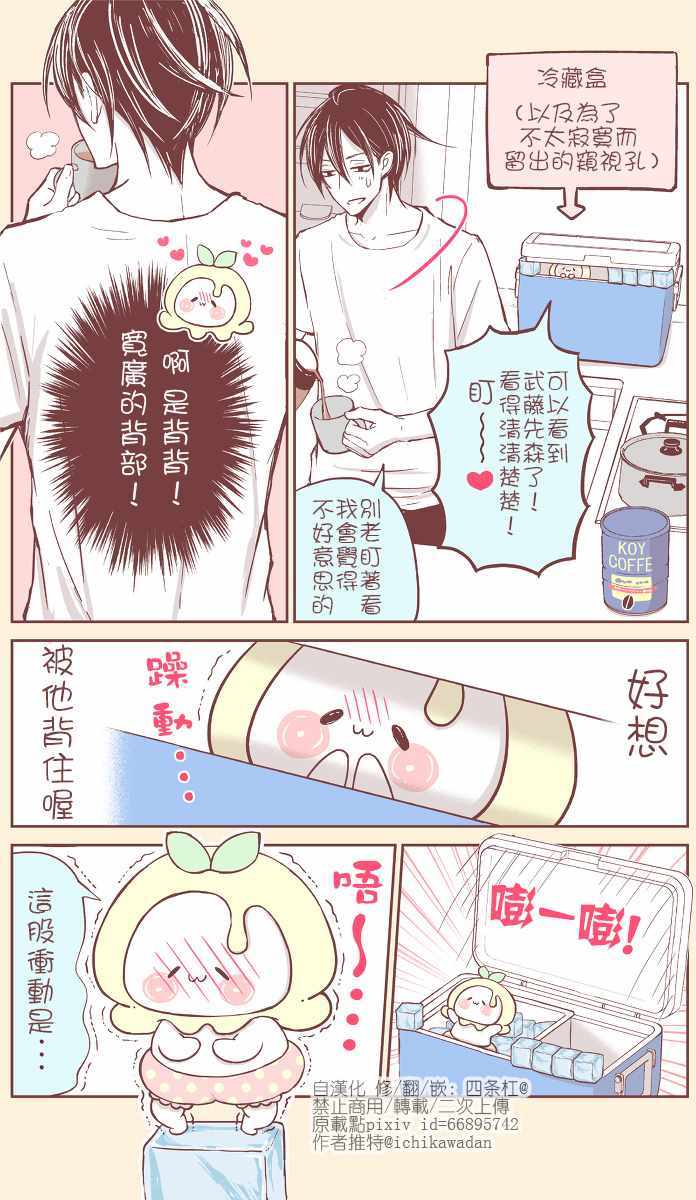 冷藏盒
(以及為了
不太寂寞而
留出的窺視孔)
可以看到
武藤先森了！
看得清清楚楚！
盯～～❤
別老盯著看
我會覺得
不好意思的
KOY
COFFE
啊 是背背！
寬廣的背部！
好想
躁動…
被他背住喔
嘭一嘭!
唔～…
這股衝動是…
自漢化 修/翻/嵌: 四条杠@
禁止商用/轉載/二次上傳
原載點pixiv id=66895742
作者推特@ichikawadan